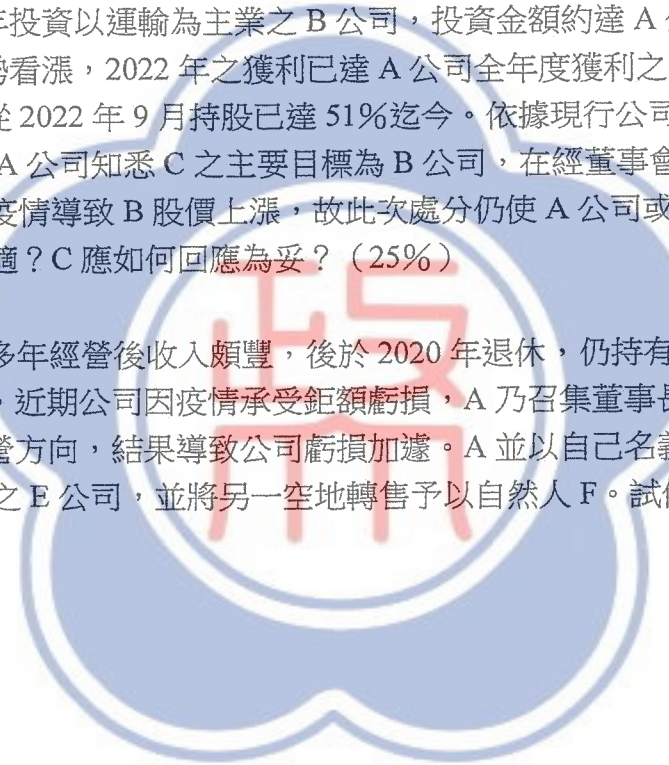 年投資以運輸為主業之 B 公司，投資金額約達 A
勢看漲，2022 年之獲利已達 A 公司全年度獲利之
從 2022 年 9 月持股已達 51%迄今。依據現行公司
A 公司知悉 C 之主要目標為 B 公司，在經董事會
疫情導致 B 股價上漲，故此次處分仍使 A 公司或
適？C 應如何回應為妥？（25%）
多年經營後收入頗豐，後於 2020 年退休，仍持有
，近期公司因疫情承受鉅額虧損，A 乃召集董事長
營方向，結果導致公司虧損加遽。A 並以自己名義
之 E 公司，並將另一空地轉售予以自然人 F。試
政
大